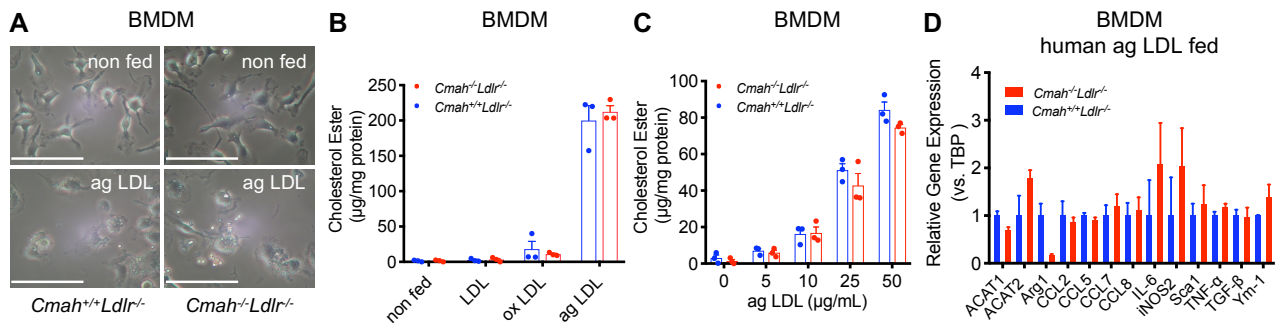 A
BMDM
non fed
non fed
ag LDL
ag LDL
Cmah+/+Ldlr-/-
Cmah-/-Ldlr-/-
B
BMDM
Cholesterol Ester
(µg/mg protein)
250
200
150
100
50
0
Cmah-/-Ldlr-/-
Cmah+/+Ldlr-/-
non fed
LDL
ox LDL
ag LDL
C
BMDM
Cholesterol Ester
(µg/mg protein)
100
80
60
40
20
0
Cmah-/-Ldlr-/-
Cmah+/+Ldlr-/-
0 5 10 25 50
ag LDL (µg/mL)
D
BMDM
human ag LDL fed
Relative Gene Expression
(vs. TBP)
4
3
2
1
0
Cmah-/-Ldlr-/-
Cmah+/+Ldlr-/-
ACAT1
ACAT2
Arg1
CCL2
CCL5
CCL7
CCL8
IL-6
iNOS2
Sca1
TNF-α
TGF-β
Ym-1